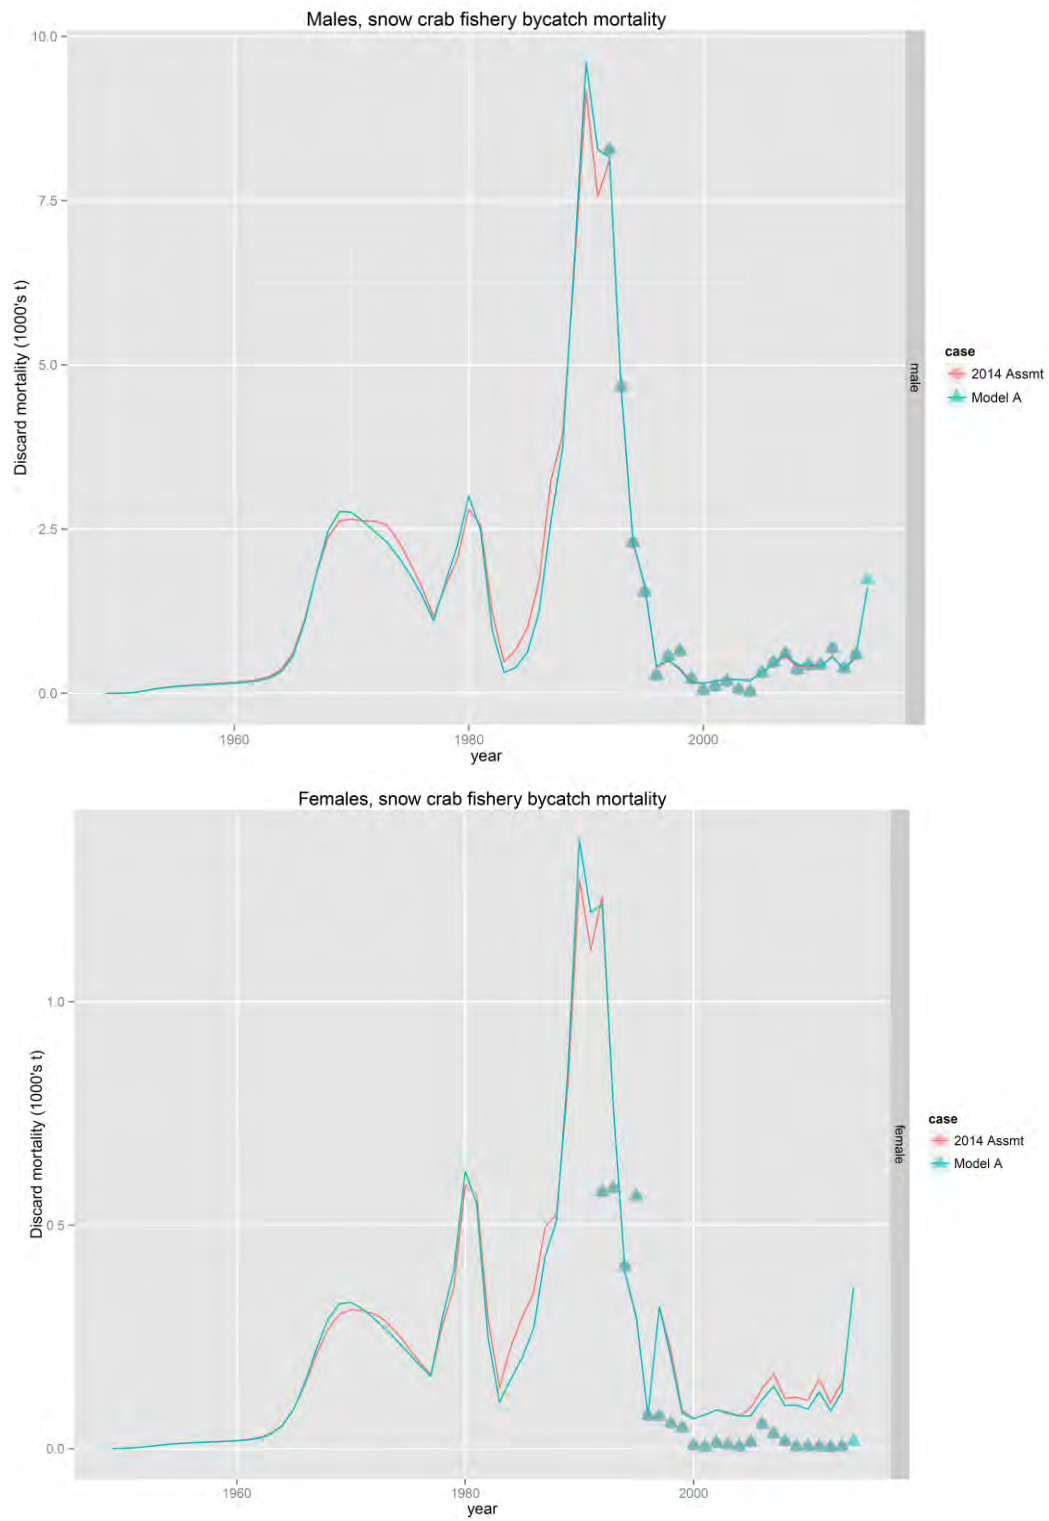 Males, snow crab fishery bycatch mortality
10.0
7.5
5.0
2.5
0.0
Discard mortality (1000's t)
1960
1980
2000
year
male
case
2014 Assmt
Model A
Females, snow crab fishery bycatch mortality
1.0
0 5
0.0
Discard mortality (1000's t)
1960
1980
2000
year
female
case
2014 Assmt
Model A